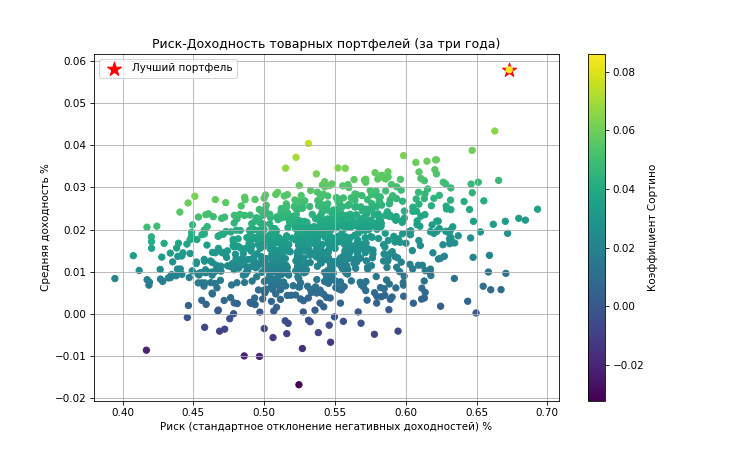 Риск-Доходность товарных портфелей (за три года)
Лучший портфель
Средняя доходность %
0.06
0.05
0.04
0.03
0.02
0.01
0.00
−0.01
−0.02
0.40 0.45 0.50 0.55 0.60 0.65 0.70
Риск (стандартное отклонение негативных доходностей) %
0.08
0.06
0.04
0.02
0.00
−0.02
Коэффициент Сортино